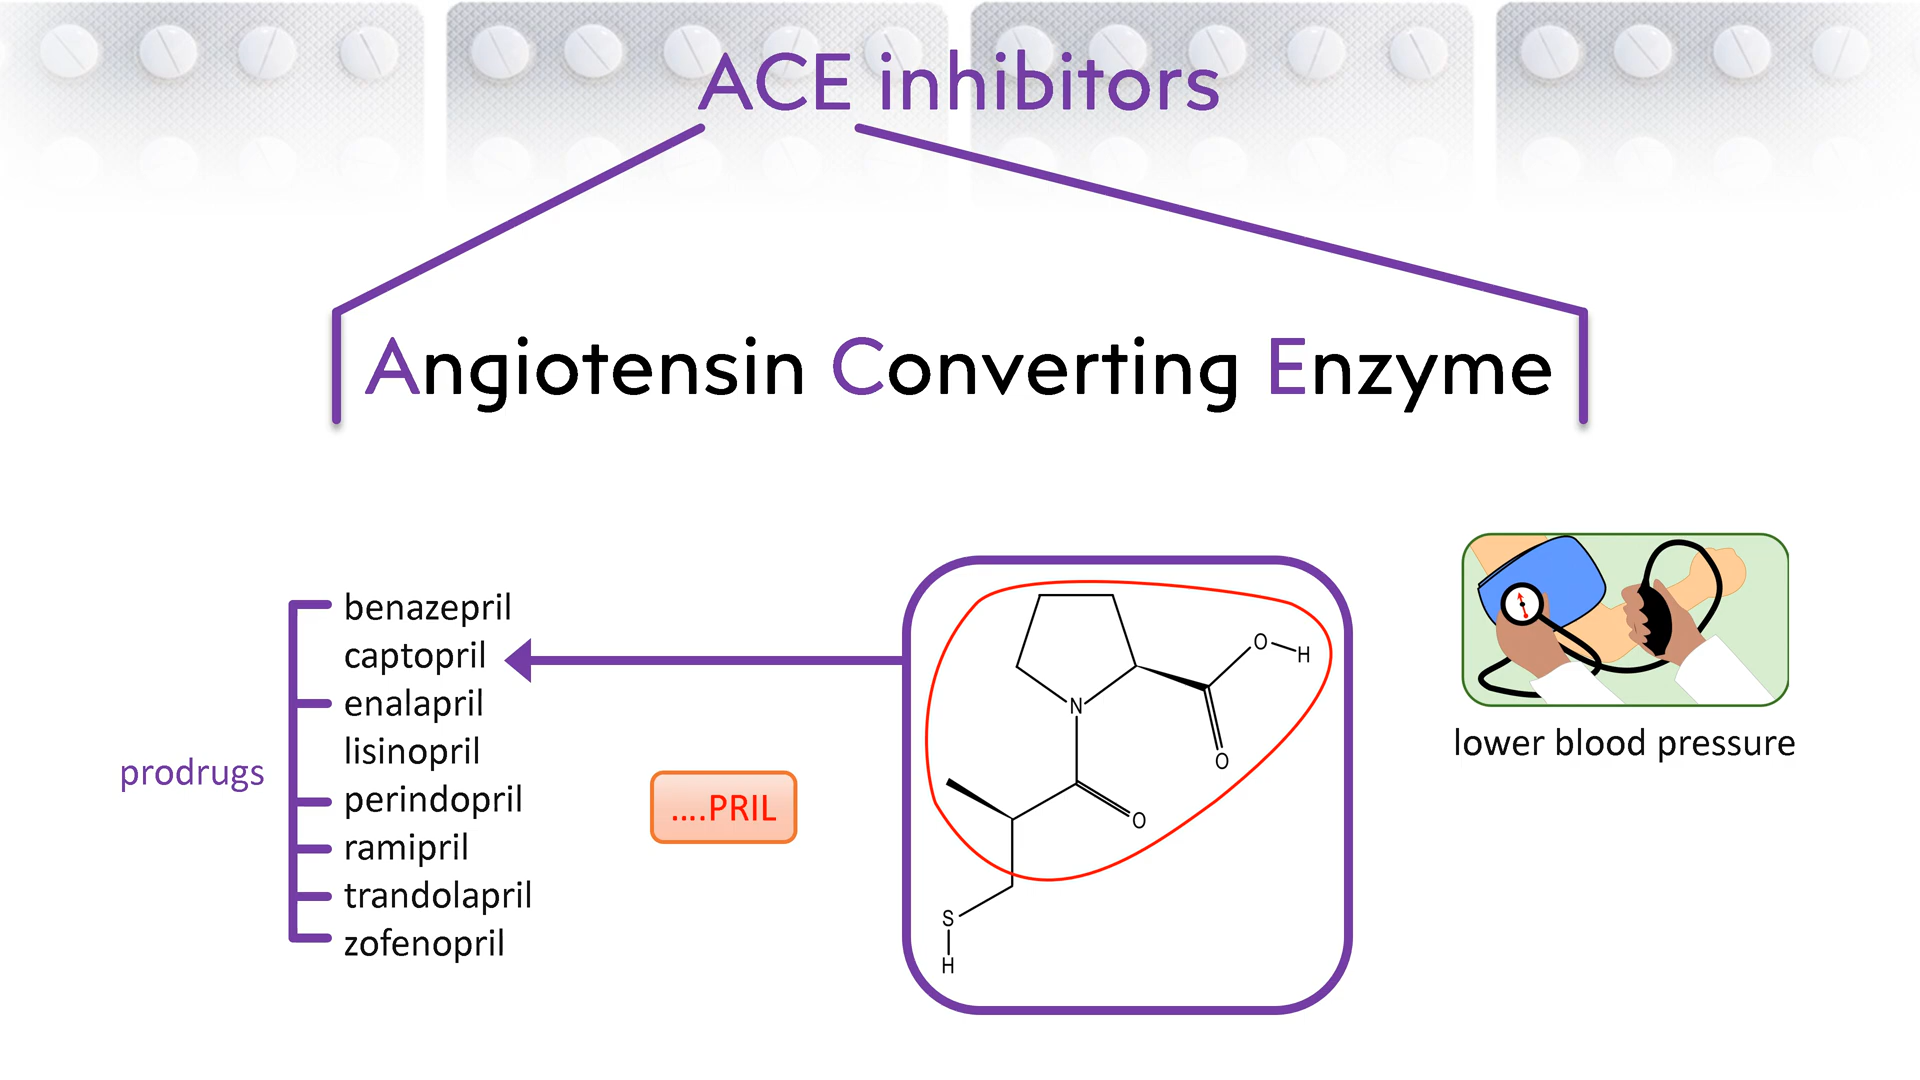 ACE inhibitors
Angiotensin Converting Enzyme
prodrugs
benazepril
captopril
enalapril
lisinopril
perindopril
ramipril
trandolapril
zofenopril
....PRIL
O H
N
O
O
S
H
lower blood pressure